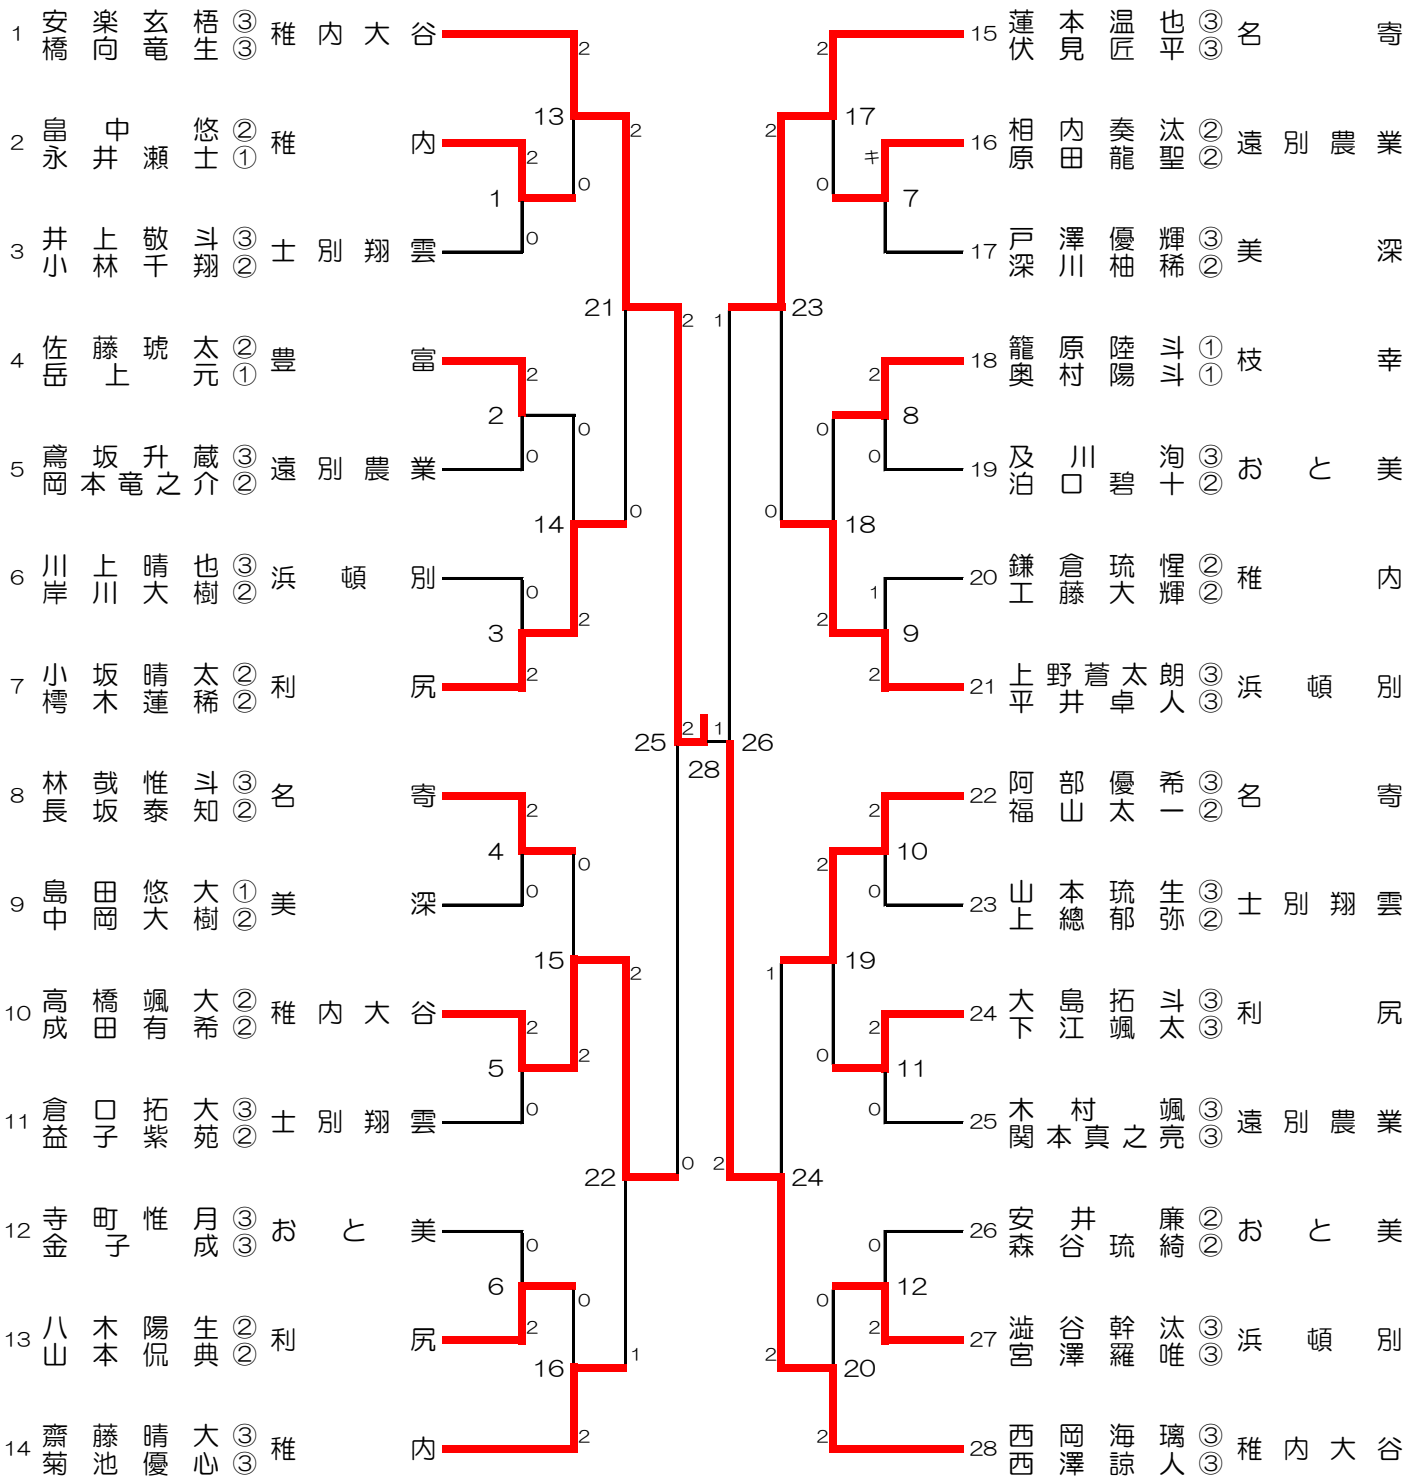 1 安楽玄梧③ 稚内大谷
橋向竜生③
2 畠中悠② 稚内
永井瀬士①
3 井上敬斗③ 士別翔雲
小林千翔②
4 佐藤琥太② 豊富
岳上元①
5 鳶坂升蔵③ 遠別農業
岡本竜之介②
6 川上晴也③ 浜頓別
岸川大樹②
7 小坂晴太② 利尻
樗木蓮稀②
8 林哉惟斗③ 名寄
長坂泰知②
9 島田悠大① 美深
中岡大樹②
10 高橋颯大② 稚内大谷
成田有希②
11 倉口拓大③ 士別翔雲
益子紫苑②
12 寺町惟月③ おと美
金子成③
13 八木陽生② 利尻
山本侃典②
14 齋藤晴大③ 稚内
菊池優心③
2
13
2
2
1
0
0
21
2
2
2
0
0
14
0
0
3
2
2
25
2
4
0
0
15
2
2
5
2
0
22
0
0
6
0
2
16
1
2
28
2 1
15 蓮本温也③ 名寄
伏見匠平③
16 相内奏汰② 遠別農業
原田龍聖②
17 戸澤優輝③ 美深
深川柚稀②
18 籠原陸斗① 枝幸
奥村陽斗①
19 及川洵③ おと美
泊口碧十②
20 鎌倉琉惺② 稚内
工藤大輝②
21 上野蒼太朗③ 浜頓別
平井卓人③
22 阿部優希③ 名寄
福山太一②
23 山本琉生③ 士別翔雲
上總郁弥②
24 大島拓斗③ 利尻
下江颯太③
25 木村颯③ 遠別農業
関本真之亮③
26 安井廉② おと美
森谷琉綺②
27 澁谷幹汰③ 浜頓別
宮澤羅唯③
28 西岡海璃③ 稚内大谷
西澤諒人③
2
17
2
キ
0
7
1
23
2
0
8
0
0
18
1
2
9
2
26
2
2
10
0
1
19
2
0
11
0
2
24
0
0
12
2
2
20
2